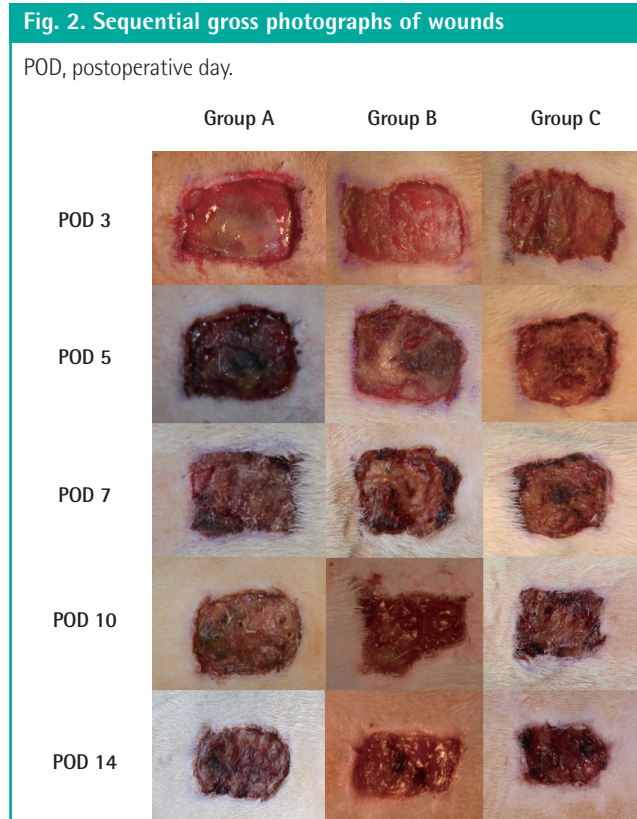 Fig. 2. Sequential gross photographs of wounds
POD, postoperative day.
Group A Group B Group C
POD 3
POD 5
POD 7
POD 10
POD 14